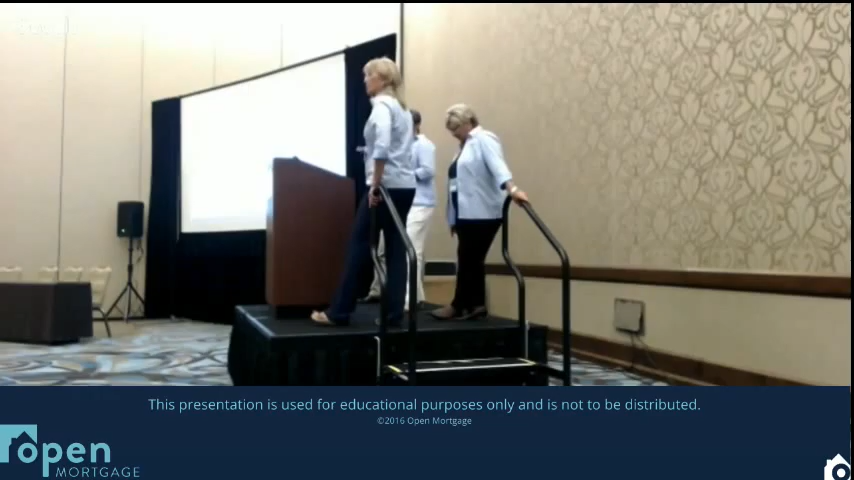 This presentation is used for educational purposes only and is not to be distributed.
©2016 Open Mortgage
open
MORTGAGE